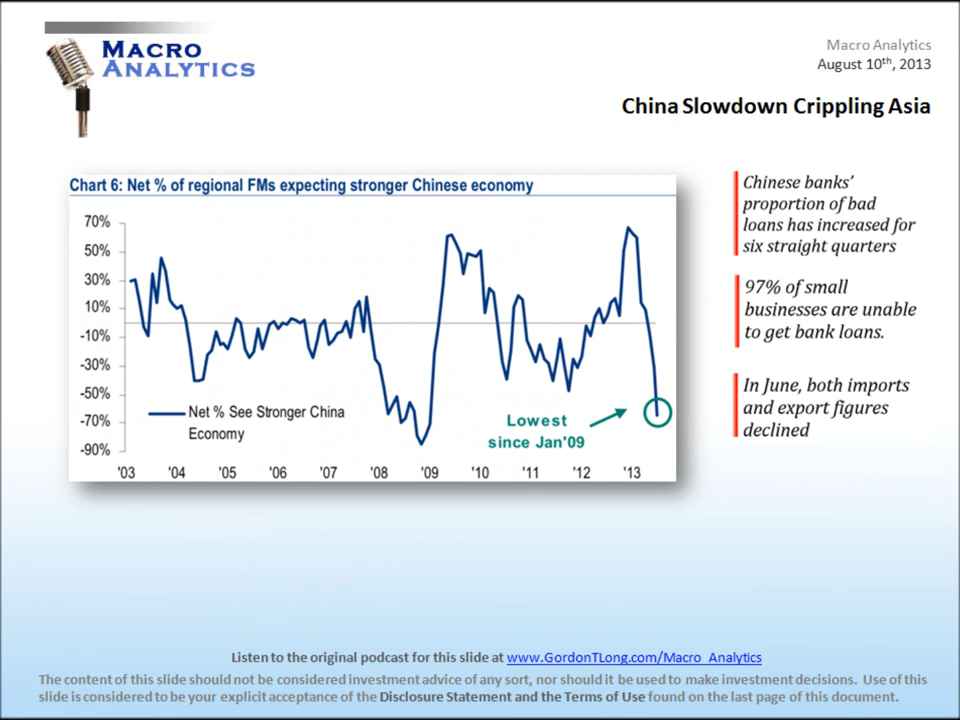 MACRO
ANALYTICS
Macro Analytics
August 10th, 2013
China Slowdown Crippling Asia
Chart 6: Net % of regional FMs expecting stronger Chinese economy
70%
50%
30%
10%
-10%
-30%
-50%
-70%
-90%
Net % See Stronger China
Economy
Lowest
since Jan'09
'03 '04 '05 '06 '07 '08 '09 '10 '11 '12 '13
Chinese banks'
proportion of bad
loans has increased for
six straight quarters
97% of small
businesses are unable
to get bank loans.
In June, both imports
and export figures
declined
Listen to the original podcast for this slide at www.GordonTLong.com/Macro_Analytics
The content of this slide should not be considered investment advice of any sort, nor should it be used to make investment decisions. Use of this
slide is considered to be your explicit acceptance of the Disclosure Statement and the Terms of Use found on the last page of this document.